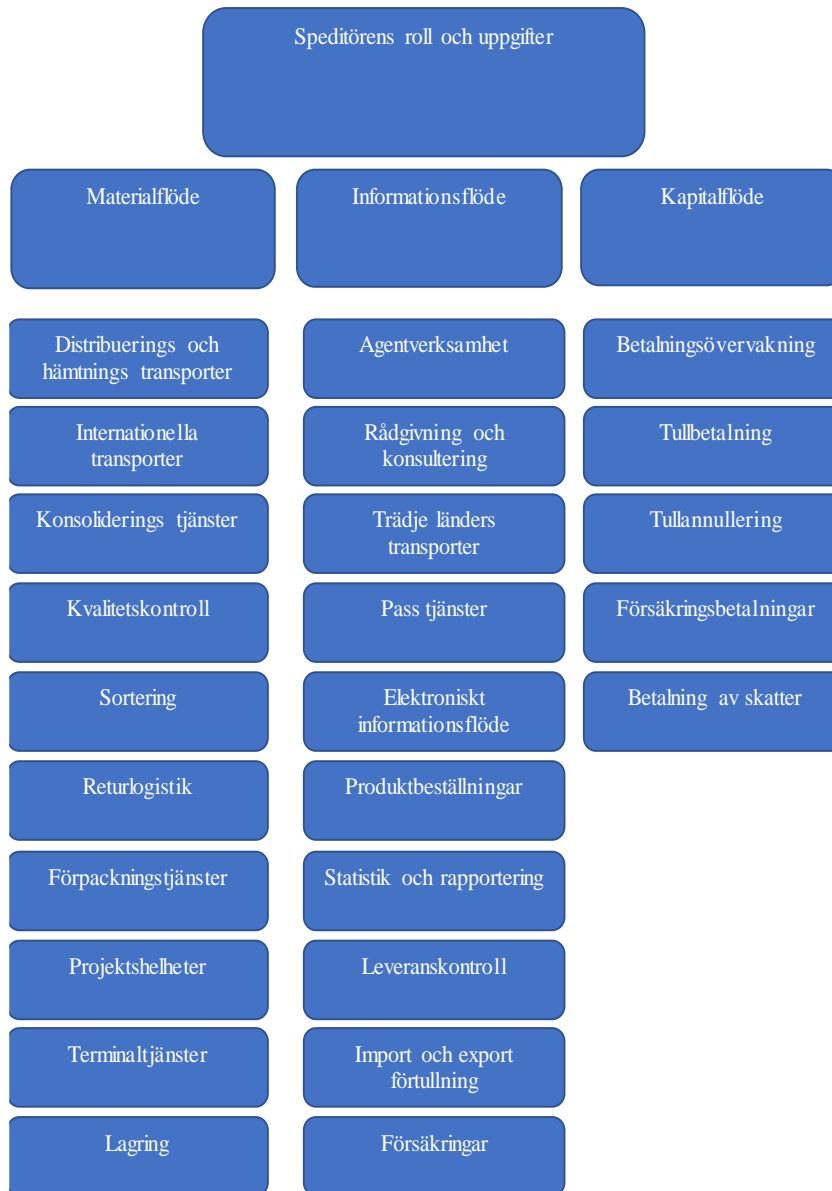 Speditörens roll och uppgifter
Materialflöde
Informationsflöde
Kapitalflöde
Distribuerings och
hämtnings transporter
Internationella
transporter
Konsoliderings tjänster
Kvalitetskontroll
Sortering
Returlogistik
Förpackningstjänster
Projektshelheter
Terminaltjänster
Lagring
Agentverksamhet
Rådgivning och
konsultering
Trädje länders
transporter
Pass tjänster
Elektroniskt
informationsflöde
Produktbeställningar
Statistik och rapportering
Leveranskontroll
Import och export
förtullning
Försäkringar
Betalningsövervakning
Tullbetalning
Tullannullering
Försäkringsbetalningar
Betalning av skatter